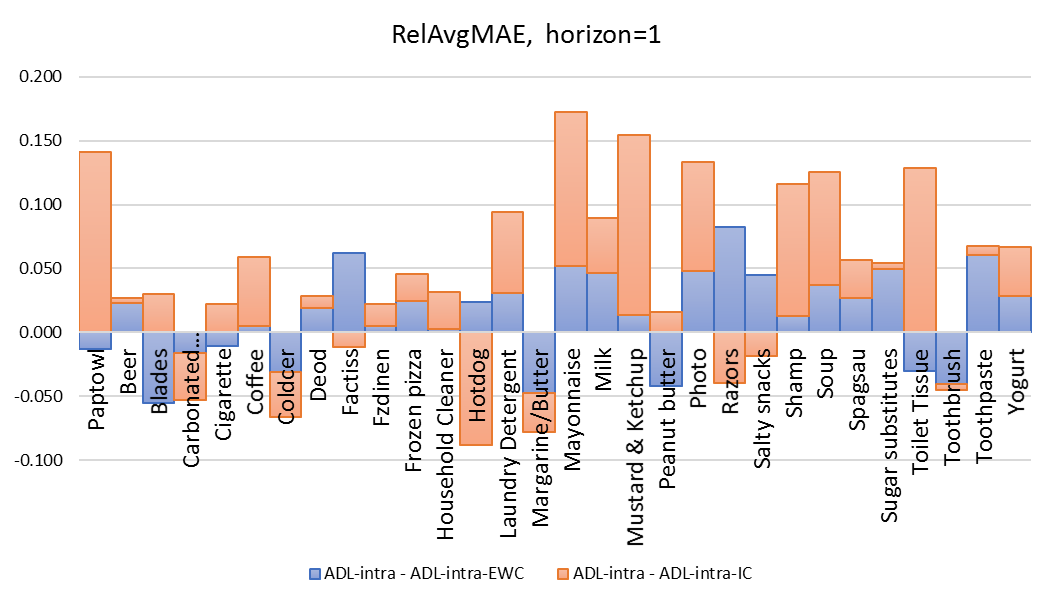 RelAvgMAE, horizon=1
0.200
0.150
0.100
0.050
0.000
-0.050
-0.100
Paptowl
Beer
Blades
Carbonated...
Cigarette
Coffee
Coldcer
Deod
Factiss
Fzdinen
Frozen pizza
Household Cleaner
Hotdog
Laundry Detergent
Margarine/Butter
Mayonnaise
Milk
Mustard & Ketchup
Peanut butter
Photo
Razors
Salty snacks
Shamp
Soup
Spagsau
Sugar substitutes
Toilet Tissue
Toothbrush
Toothpaste
Yogurt
ADL-intra - ADL-intra-EWC
ADL-intra - ADL-intra-IC